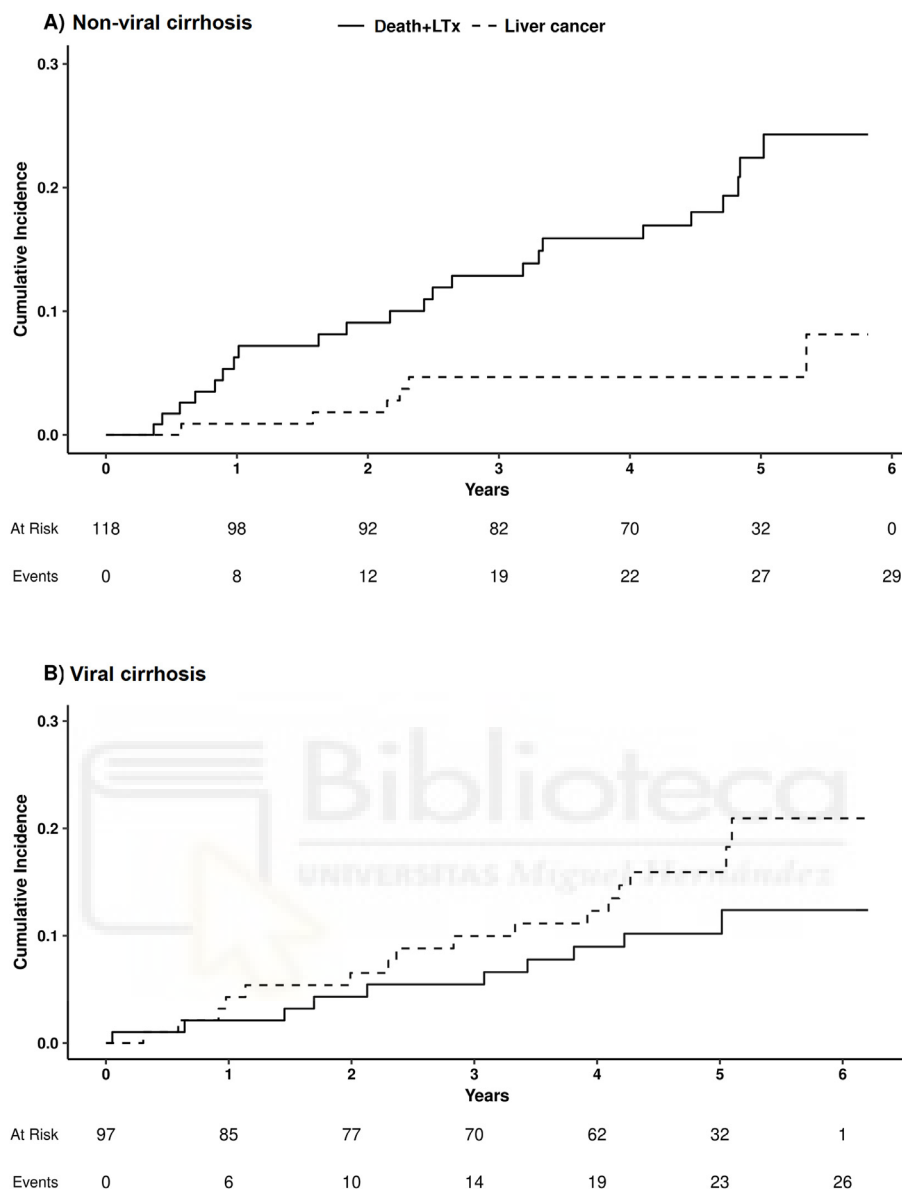 A) Non-viral cirrhosis
Death+LTx Liver cancer
Cumulative Incidence
0.3
0.2
0.1
0.0
0 1 2 3 4 5 6
Years
At Risk 118 98 92 82 70 32 0
Events 0 8 12 19 22 27 29
B) Viral cirrhosis
Cumulative Incidence
0.3
0.2
0.1
0.0
Biblioteca
UNIVERSITAS Miguel Hernández
0 1 2 3 4 5 6
Years
At Risk 97 85 77 70 62 32 1
Events 0 6 10 14 19 23 26